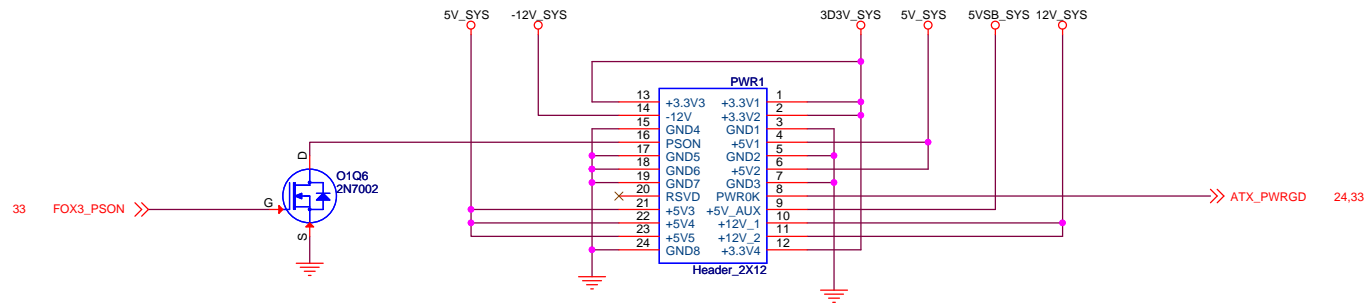 5V_SYS -12V_SYS 3D3V_SYS 5V_SYS 5VSB_SYS 12V_SYS
PWR1
13 +3.3V3 +3.3V1 1
14 -12V +3.3V2 2
15 GND4 GND1 3
16 PSON +5V1 4
17 GND5 GND2 5
18 GND6 +5V2 6
19 GND7 GND3 7
20 RSVD PWR0K 8
21 +5V3 +5V_AUX 9
22 +5V4 +12V_1 10
23 +5V5 +12V_2 11
24 GND8 +3.3V4 12
Header_2X12
D
O1Q6
2N7002
G
S
33 FOX3_PSON
ATX_PWRGD 24,33